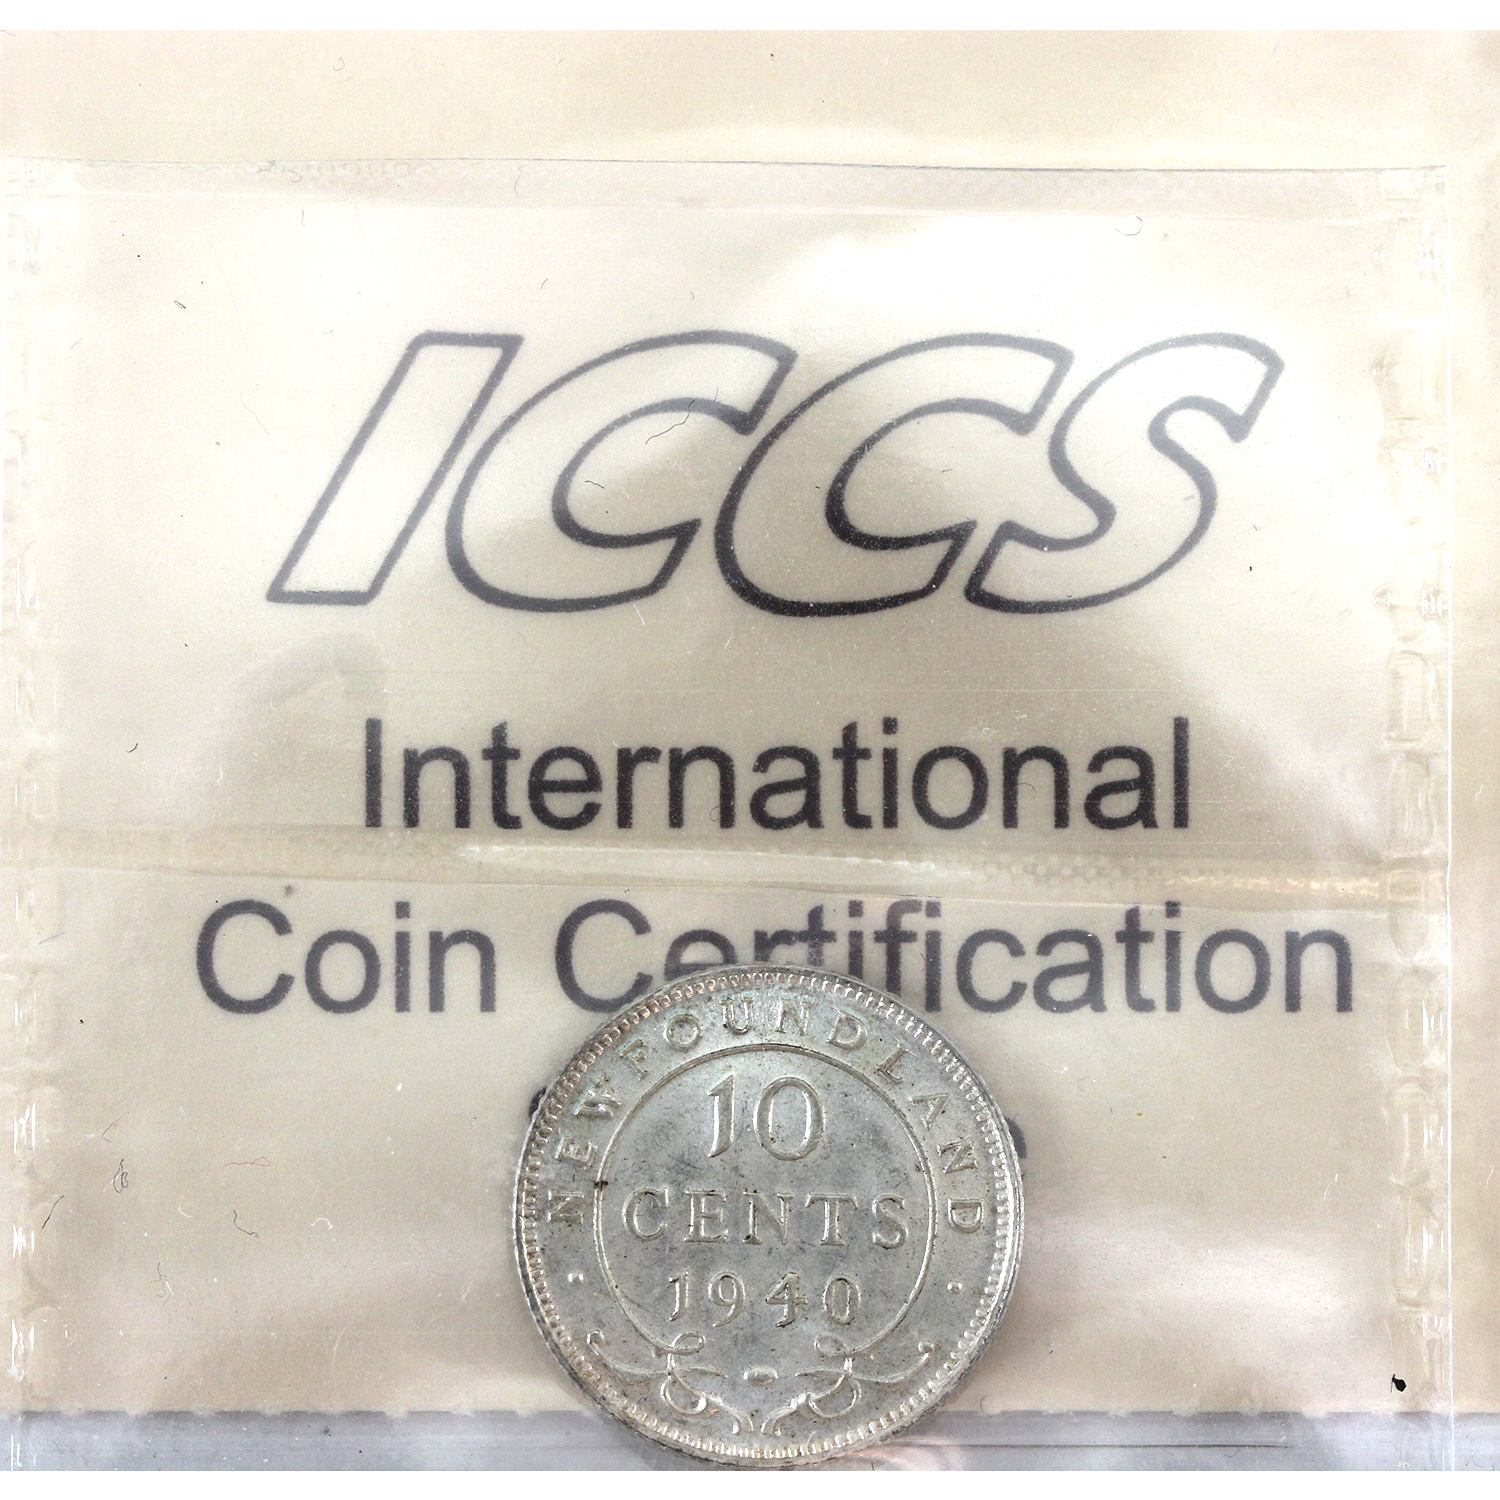 ICCS
International
Coin Certification
NEWFOUNDLAND
10
CENTS
1940